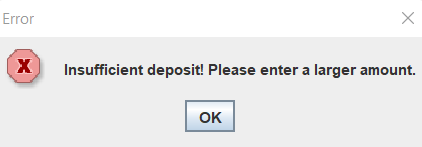 Error
Insufficient deposit! Please enter a larger amount.
OK